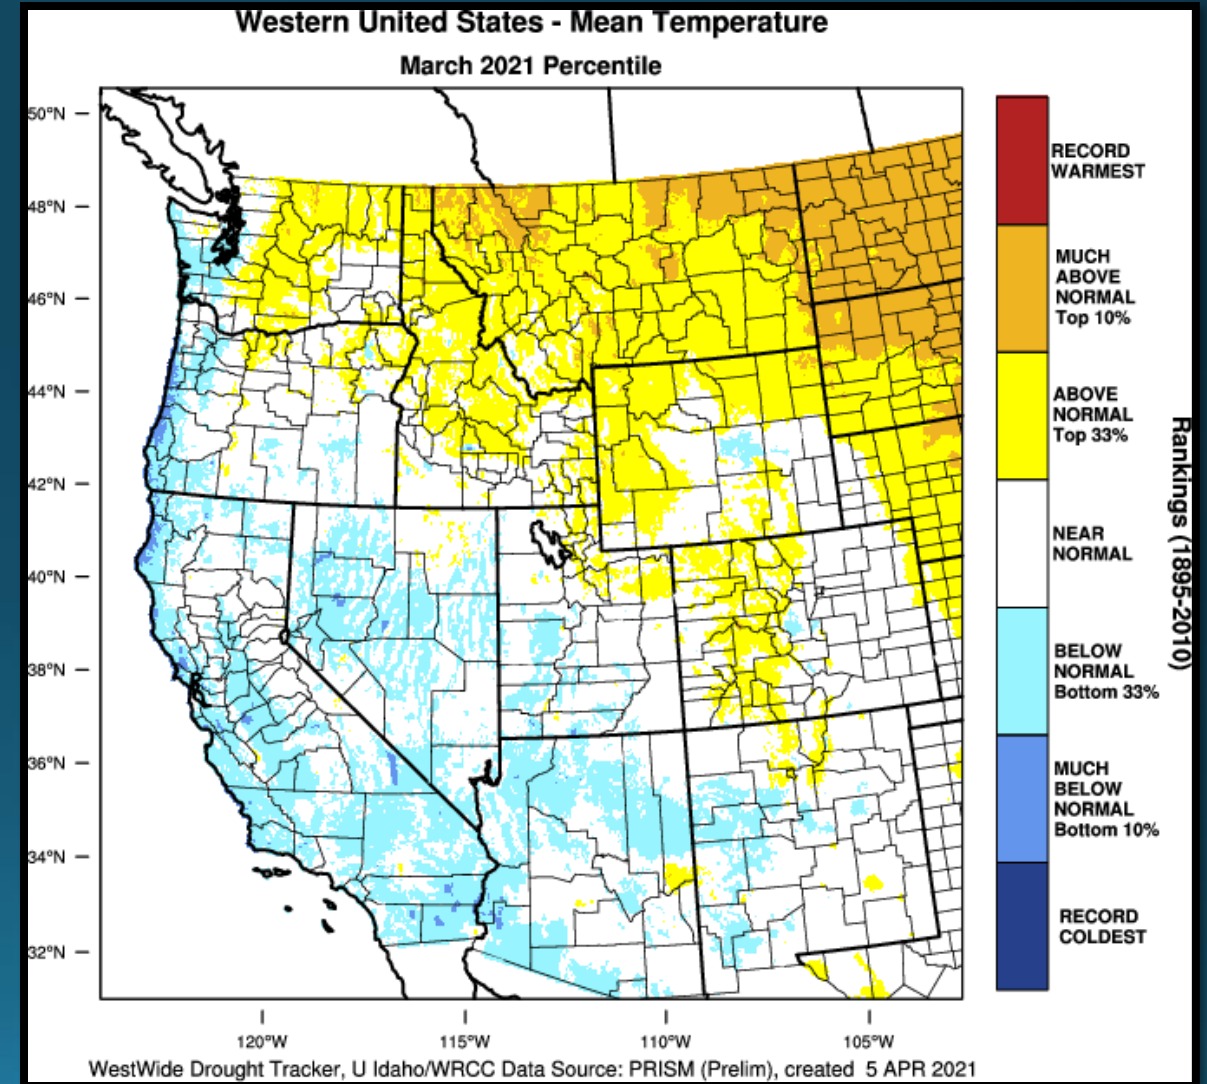 Western United States - Mean Temperature
March 2021 Percentile
50°N
48°N
46°N
44°N
42°N
40°N
38°N
36°N
34°N
32°N
120°W
115°W
110°W
105°W
RECORD
WARMEST
MUCH
ABOVE
NORMAL
Top 10%
ABOVE
NORMAL
Top 33%
NEAR
NORMAL
BELOW
NORMAL
Bottom 33%
MUCH
BELOW
NORMAL
Bottom 10%
RECORD
COLDEST
Rankings (1895-2010)
WestWide Drought Tracker, U Idaho/WRCC Data Source: PRISM (Prelim), created 5 APR 2021